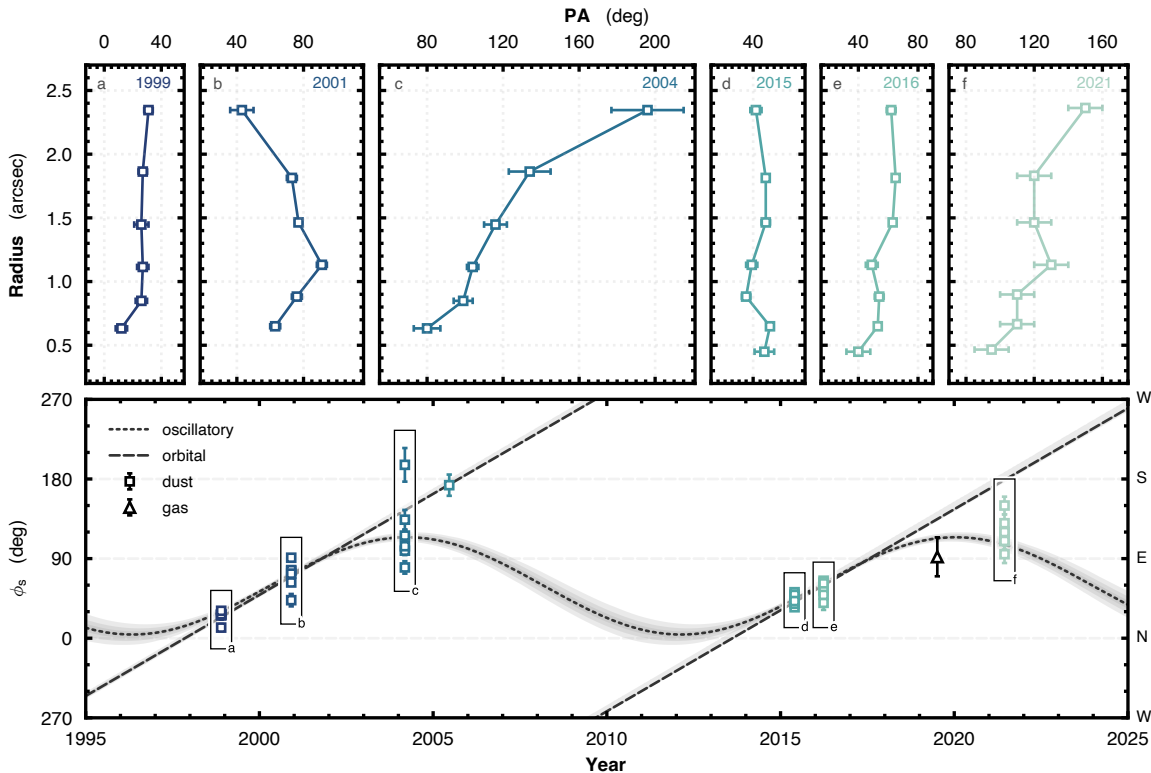 PA (deg)
0 40 40 80 80 120 160 200 40 40 60 80 120 160
a 1999 b 2001 c 2004 d 2015 e 2016 f 2021
2.5
2.0
1.5
1.0
0.5
Radius (arcsec)
270 W
oscillatory
orbital
180 S
dust
gas
90 E
f
c
d e
b
0 N
a
270 W
ϕs (deg)
1995 2000 2005 2010 2015 2020 2025
Year